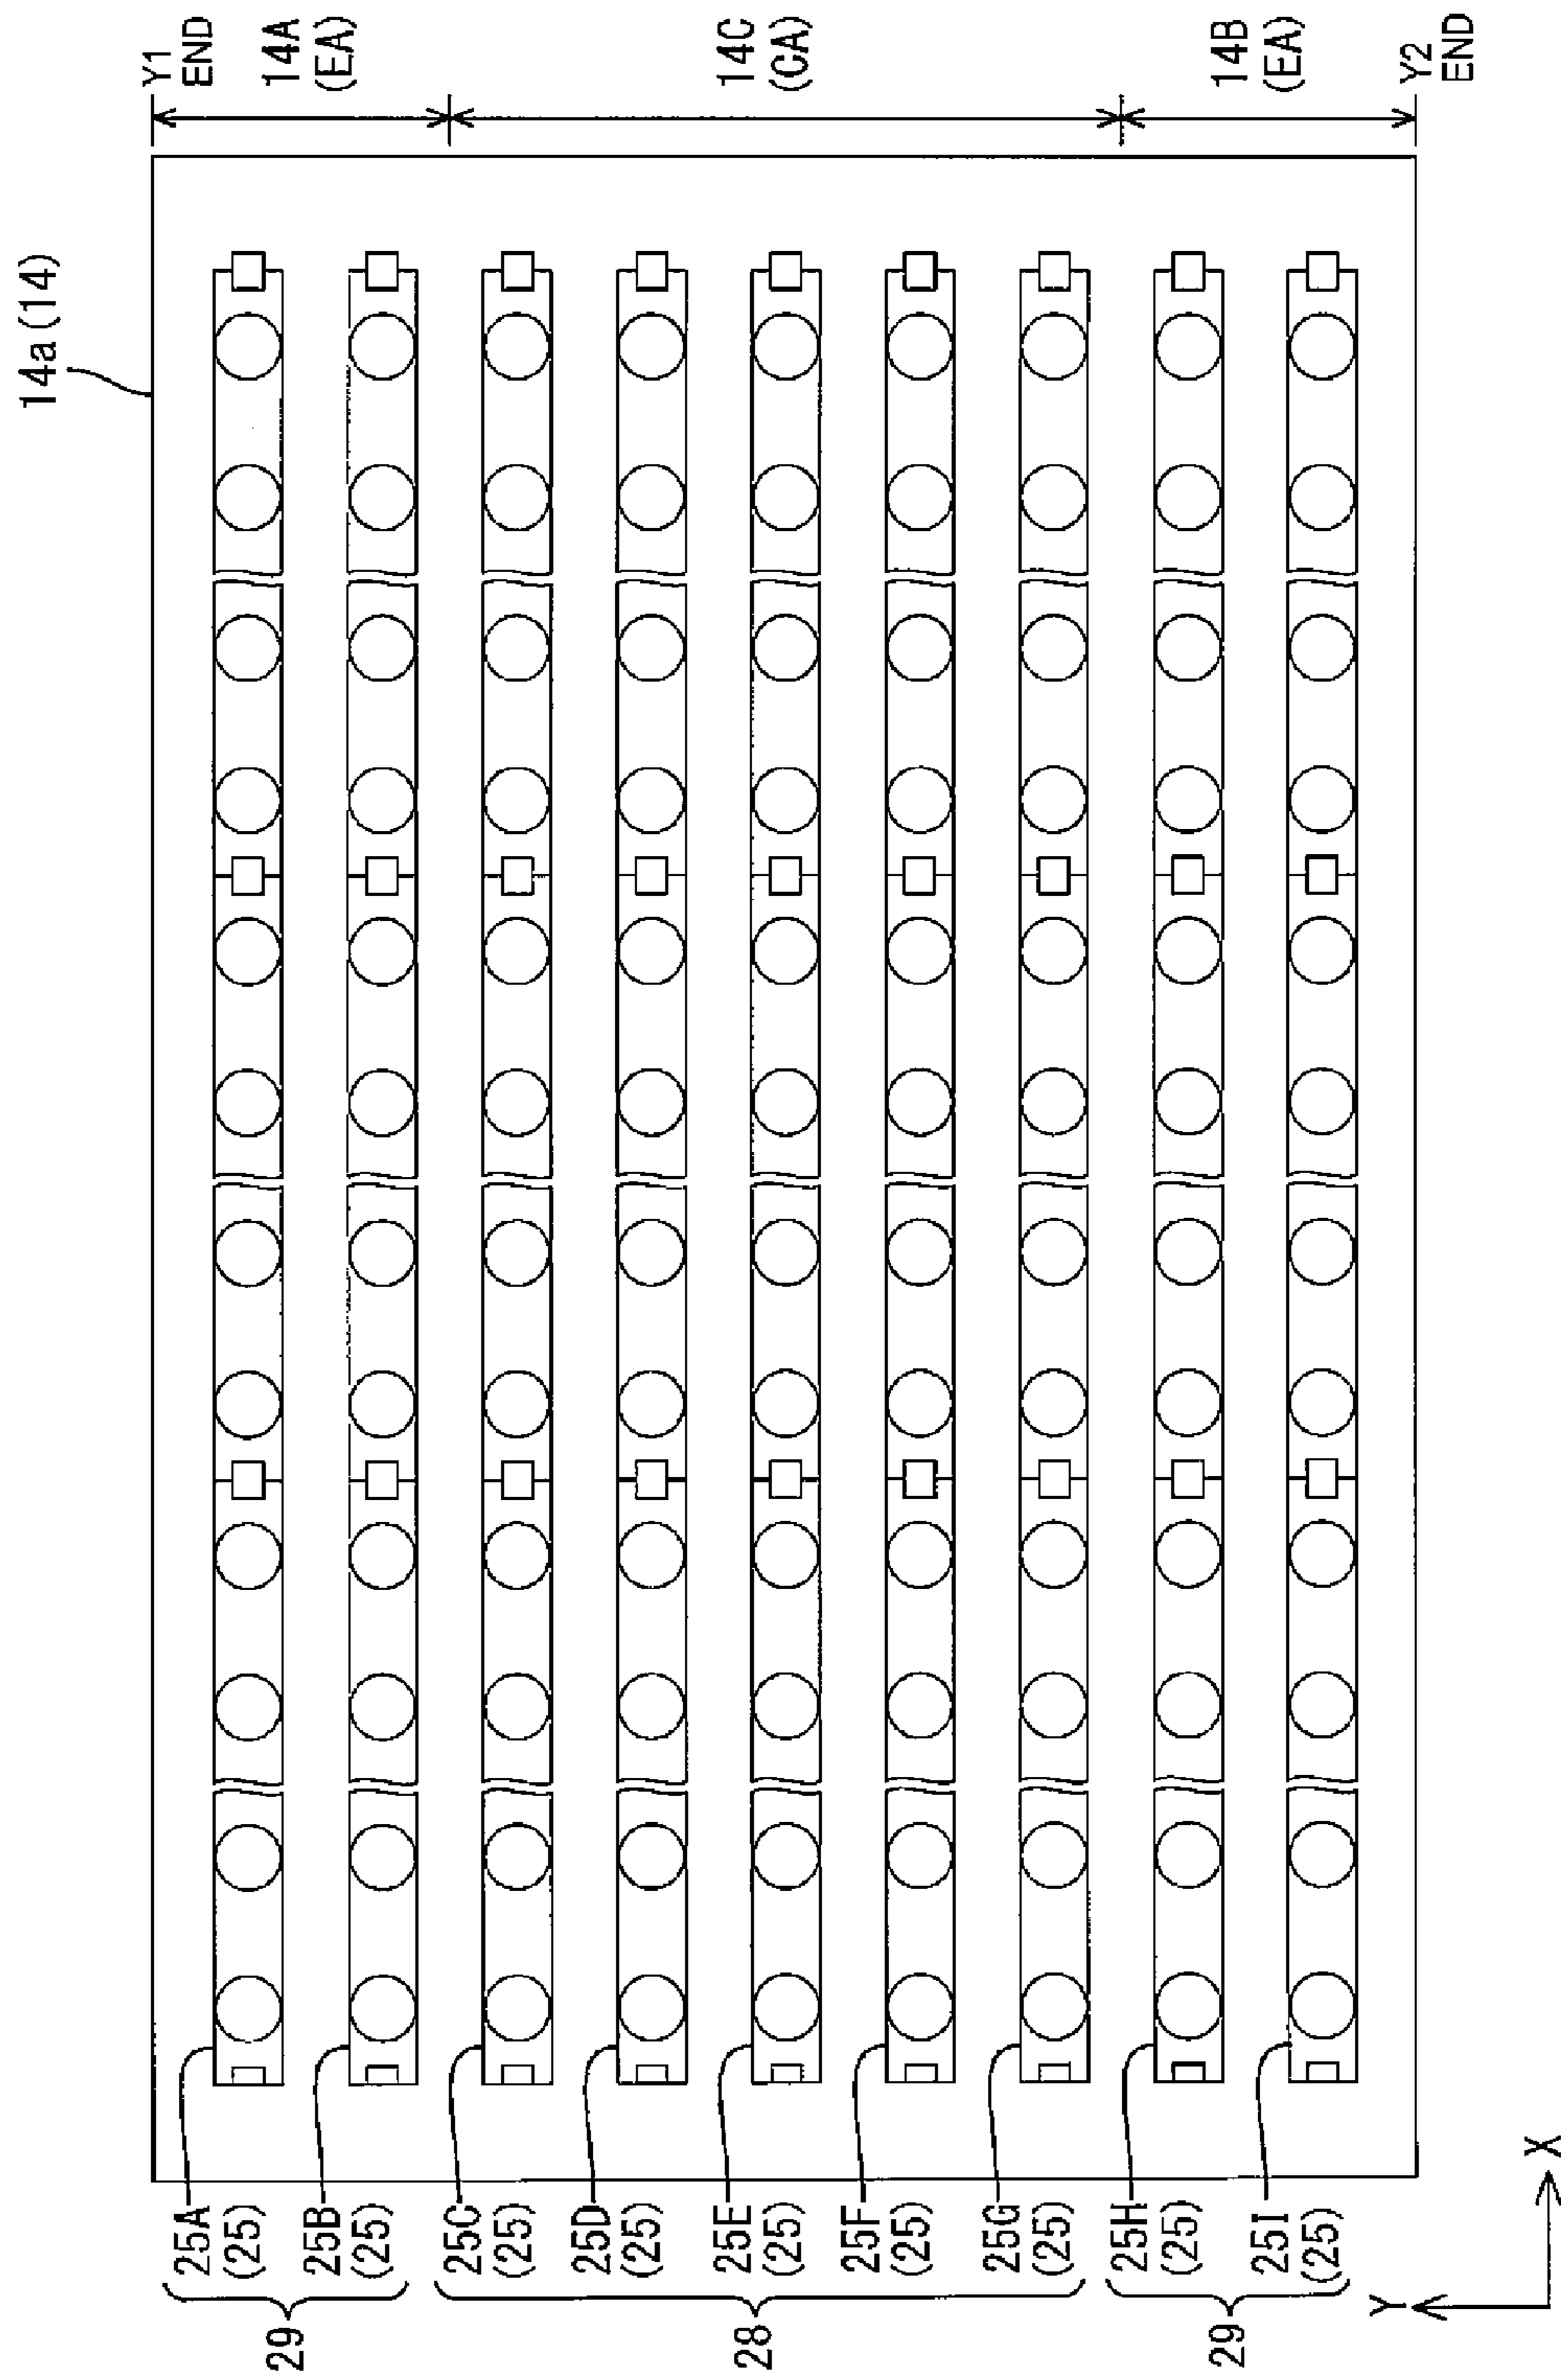 14a(14)
Y1
END
25A
(25)
14A
(EA)
29
25B
(25)
25C
(25)
25D
(25)
25E
(25)
14C
(CA)
28
25F
(25)
25G
(25)
25H
(25)
14B
(EA)
29
25I
(25)
Y2
END
Y
X